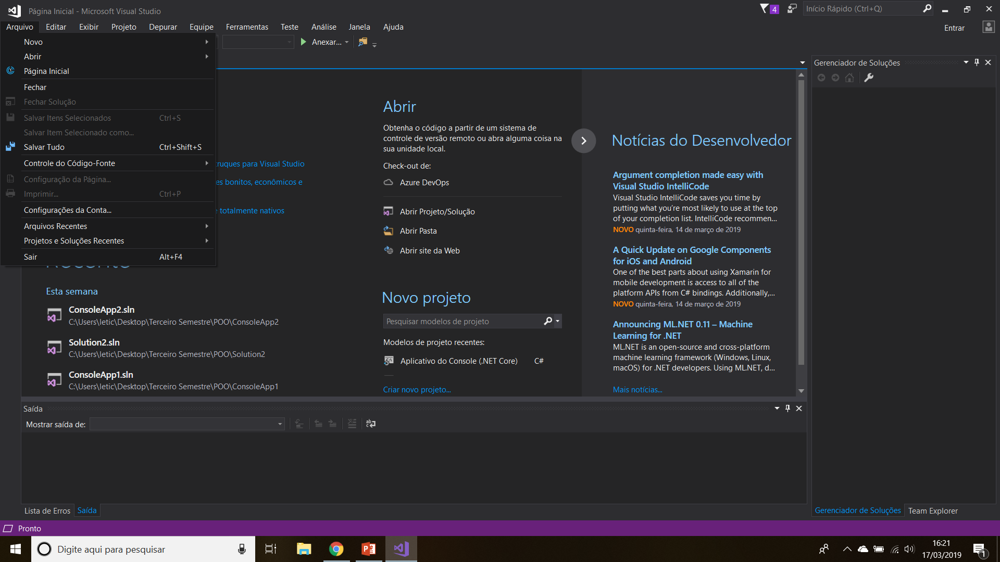 Página Inicial - Microsoft Visual Studio
4
Início Rápido (Ctrl+Q)
Arquivo Editar Exibir Projeto Depurar Equipe Ferramentas Teste Análise Janela Ajuda
Entrar
Anexar...
Novo
Abrir
Página Inicial
Fechar
Fechar Solução
Salvar Itens Selecionados Ctrl+S
Salvar Item Selecionado como...
Salvar Tudo Ctrl+Shift+S
Controle do Código-Fonte
Configuração da Página...
Imprimir... Ctrl+P
Configurações da Conta...
Arquivos Recentes
Projetos e Soluções Recentes
Sair Alt+F4
ruques para Visual Studio
es bonitos, econômicos e
totalmente nativos
Esta semana
ConsoleApp2.sln
C:\Users\letic\Desktop\Terceiro Semestre\POO\ConsoleApp2
Solution2.sln
C:\Users\letic\Desktop\Terceiro Semestre\POO\Solution2
ConsoleApp1.sln
C:\Users\letic\Desktop\Terceiro Semestre\POO\ConsoleApp1
Abrir
Obtenha o código a partir de um sistema de
controle de versão remoto ou abra alguma coisa na
sua unidade local.
Check-out de:
Azure DevOps
Abrir Projeto/Solução
Abrir Pasta
Abrir site da Web
Novo projeto
Pesquisar modelos de projeto
Modelos de projeto recentes:
Aplicativo do Console (.NET Core) C#
Criar novo projeto...
Notícias do Desenvolvedor
Argument completion made easy with
Visual Studio IntelliCode
Visual Studio IntelliCode saves you time by
putting what you're most likely to use at the top
of your completion list. IntelliCode recommen...
NOVO quinta-feira, 14 de março de 2019
A Quick Update on Google Components
for iOS and Android
One of the best parts about using Xamarin for
mobile development is access to all of the
platform APIs from C# bindings. Additionally,...
NOVO quinta-feira, 14 de março de 2019
Announcing ML.NET 0.11 – Machine
Learning for .NET
ML.NET is an open-source and cross-platform
machine learning framework (Windows, Linux,
macOS) for .NET developers. Using ML.NET, d...
Mais notícias...
Gerenciador de Soluções
Saída
Mostrar saída de:
Lista de Erros Saída
Gerenciador de Soluções Team Explorer
Pronto
Digite aqui para pesquisar
16:21
17/03/2019
1